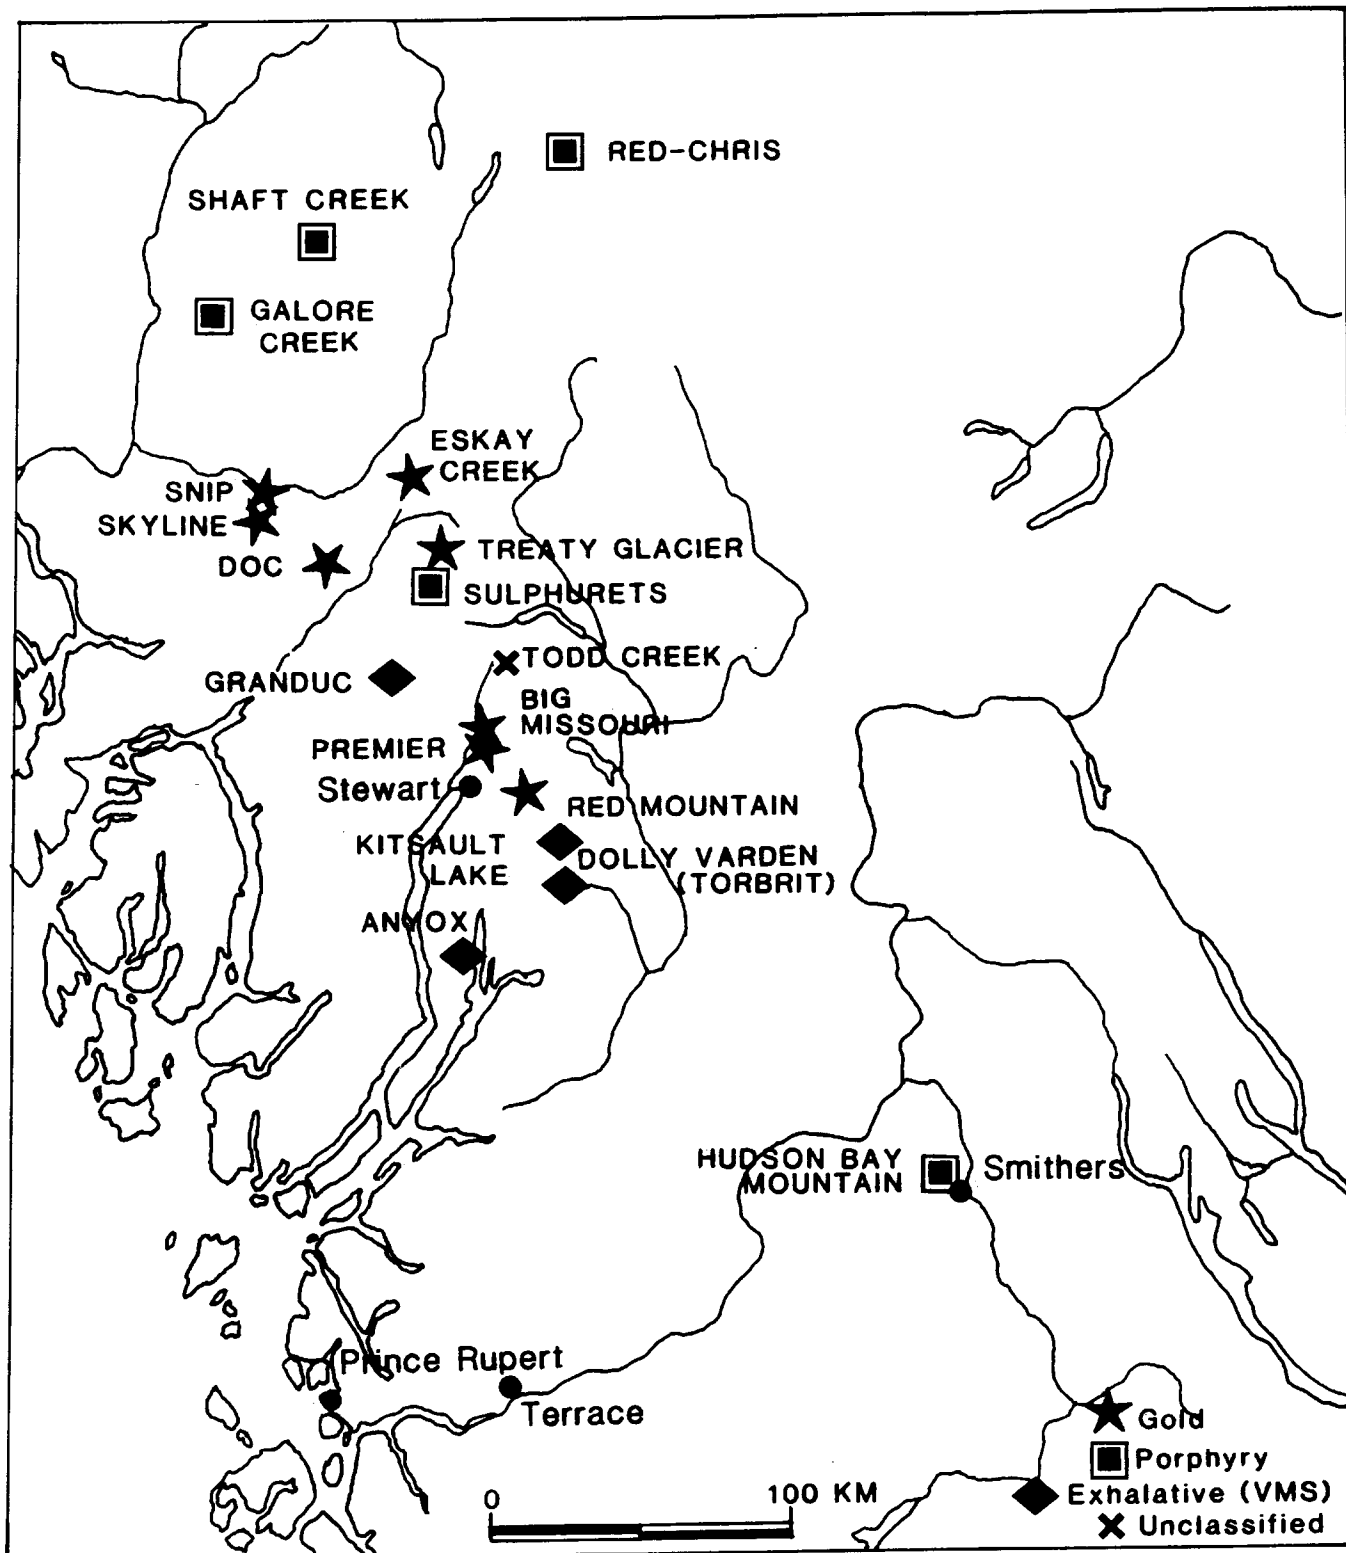 RED-CHRIS
SHAFT CREEK
GALORE
CREEK
ESKAY
CREEK
SNIP
SKYLINE
DOC
TREATY GLACIER
SULPHURETS
TODD CREEK
GRANDUC
BIG
MISSOURI
PREMIER
Stewart
RED MOUNTAIN
KITSAULT
LAKE
DOLLY VARDEN
(TORBRIT)
ANYOX
HUDSON BAY
MOUNTAIN
Smithers
Prince Rupert
Terrace
Gold
Porphyry
Exhalative (VMS)
Unclassified
0 100 KM